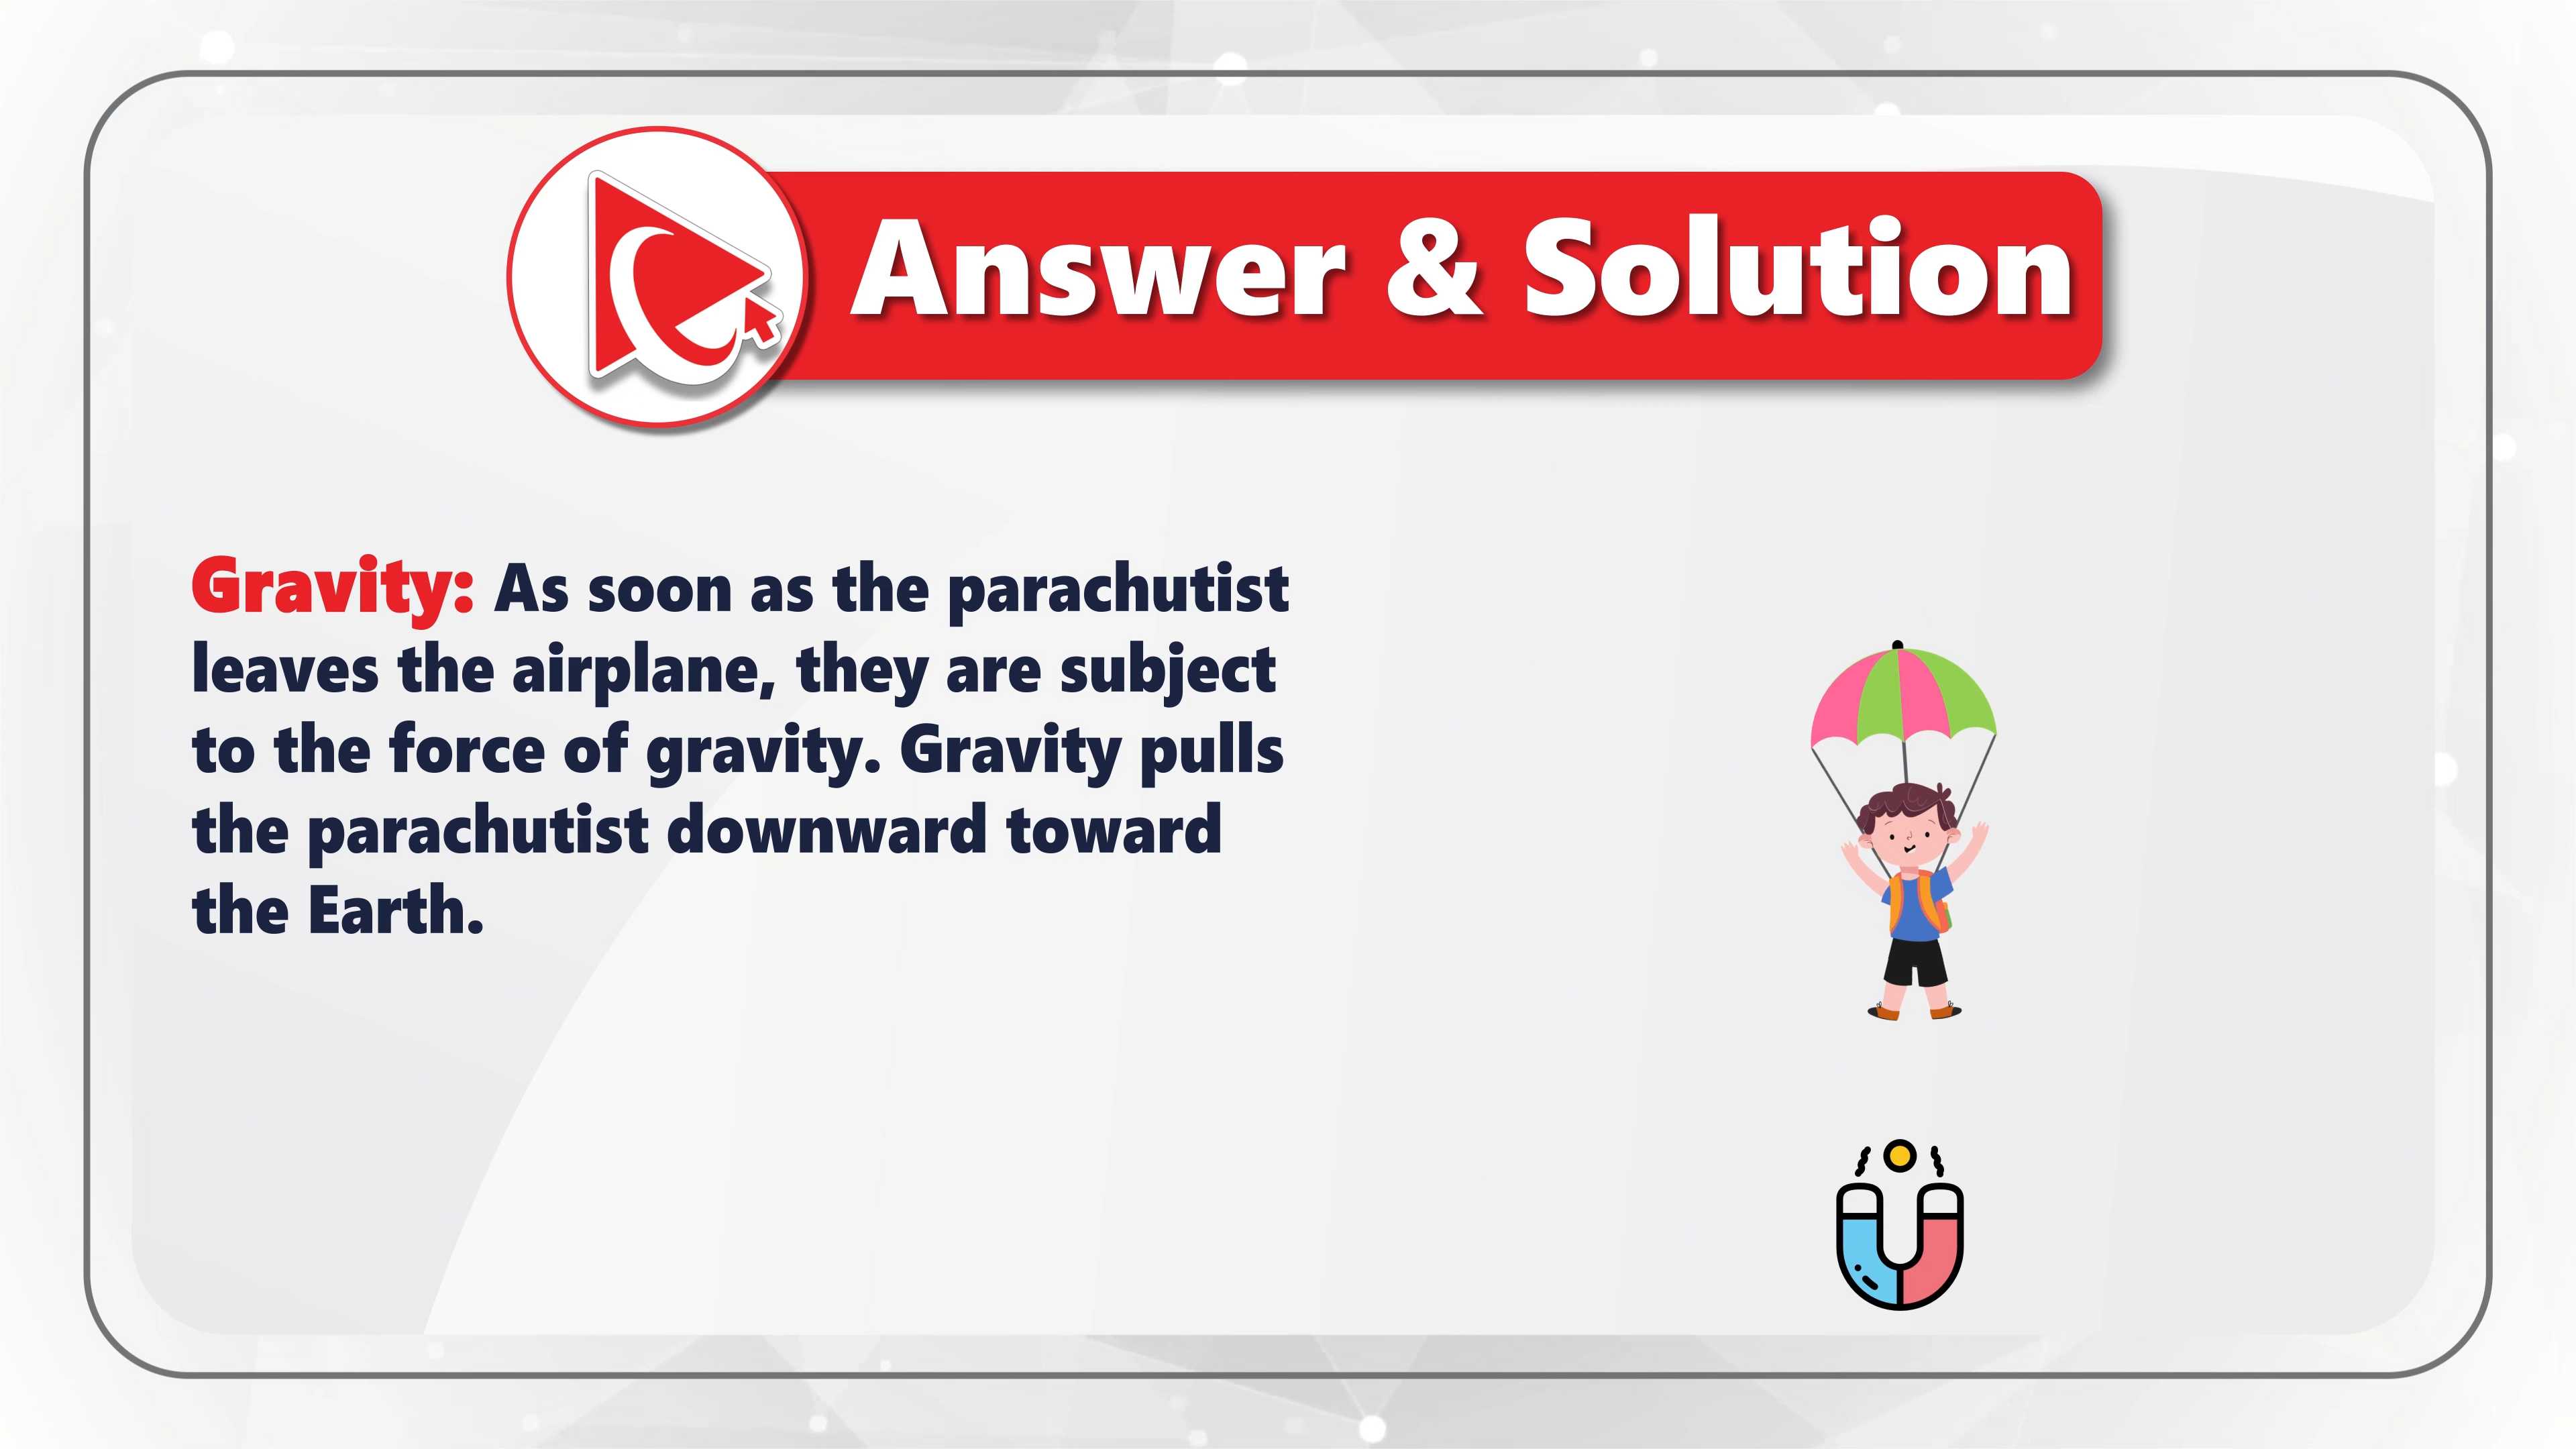 Answer & Solution
Gravity: As soon as the parachutist
leaves the airplane, they are subject
to the force of gravity. Gravity pulls
the parachutist downward toward
the Earth.